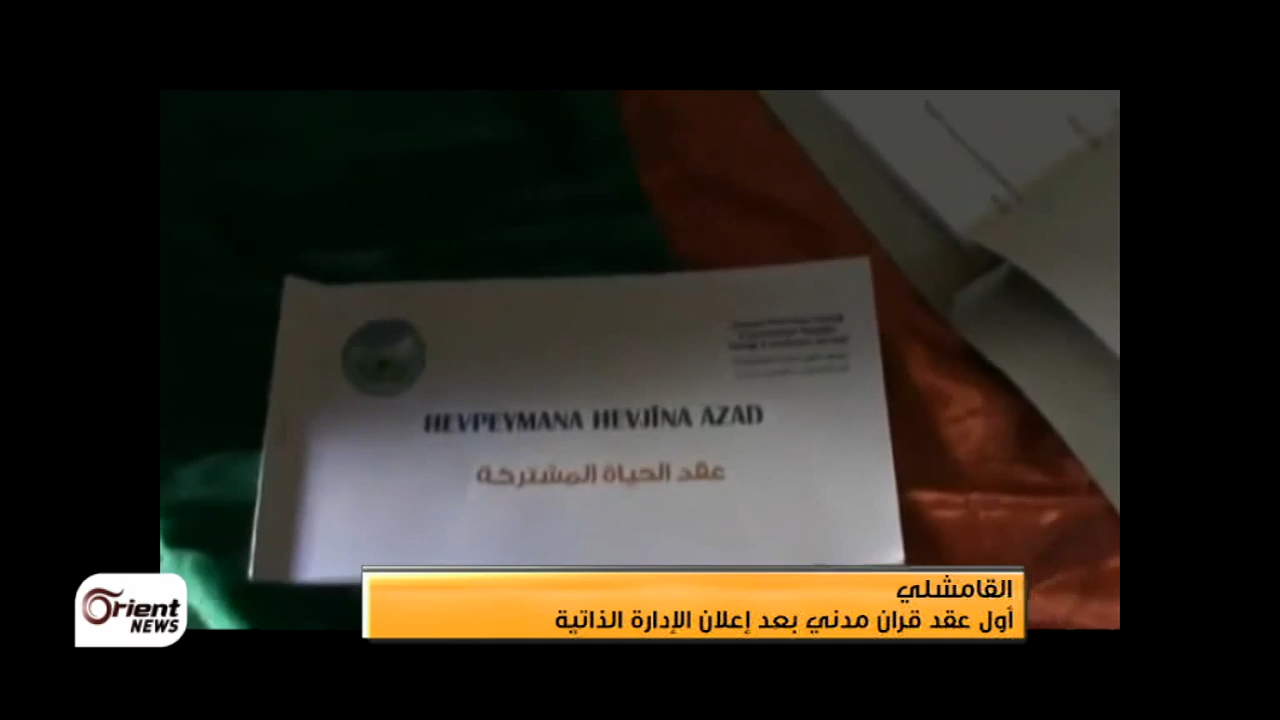 HEVPEYMANA HEVJÎNA AZAD
عقد الحياة المشتركة
القامشلي
أول عقد قران مدني بعد إعلان الإدارة الذاتية
Orient
NEWS